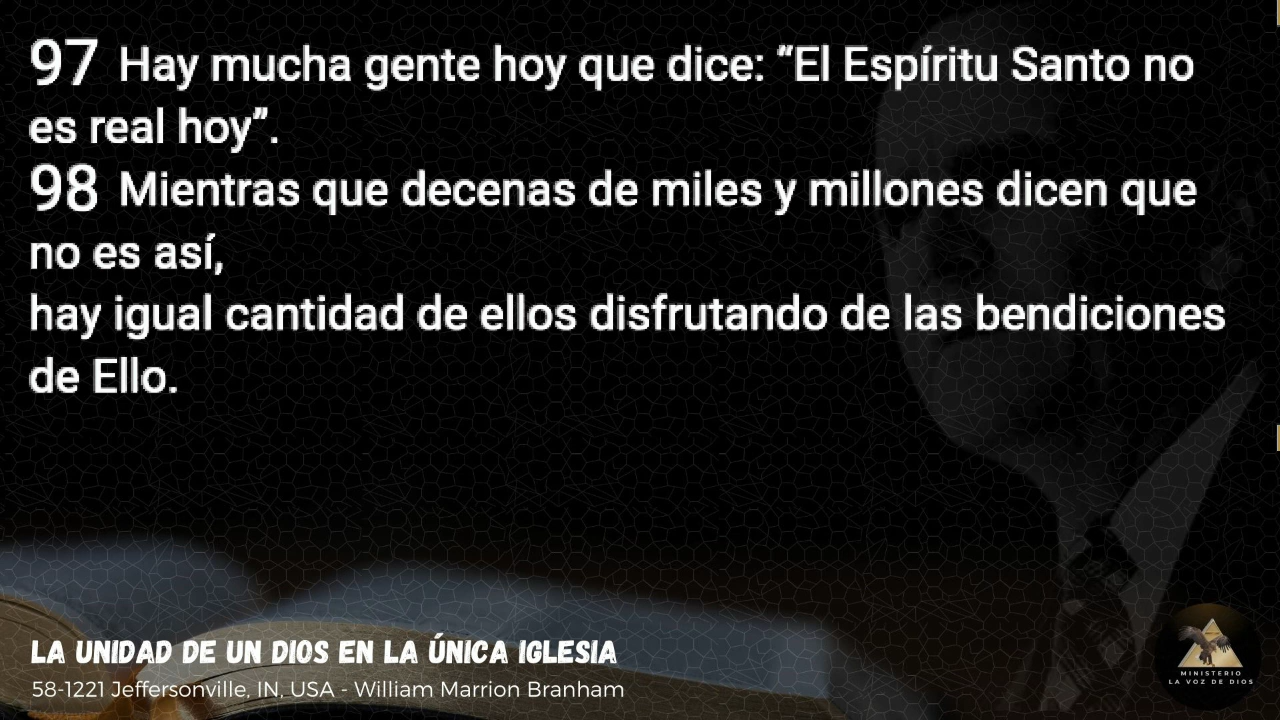 97 Hay mucha gente hoy que dice: “El Espíritu Santo no
es real hoy”.
98 Mientras que decenas de miles y millones dicen que
no es así,
hay igual cantidad de ellos disfrutando de las bendiciones
de Ello.
LA UNIDAD DE UN DIOS EN LA ÚNICA IGLESIA
58-1221 Jeffersonville, IN, USA - William Marrion Branham
MINISTERIO
LA VOZ DE DIOS